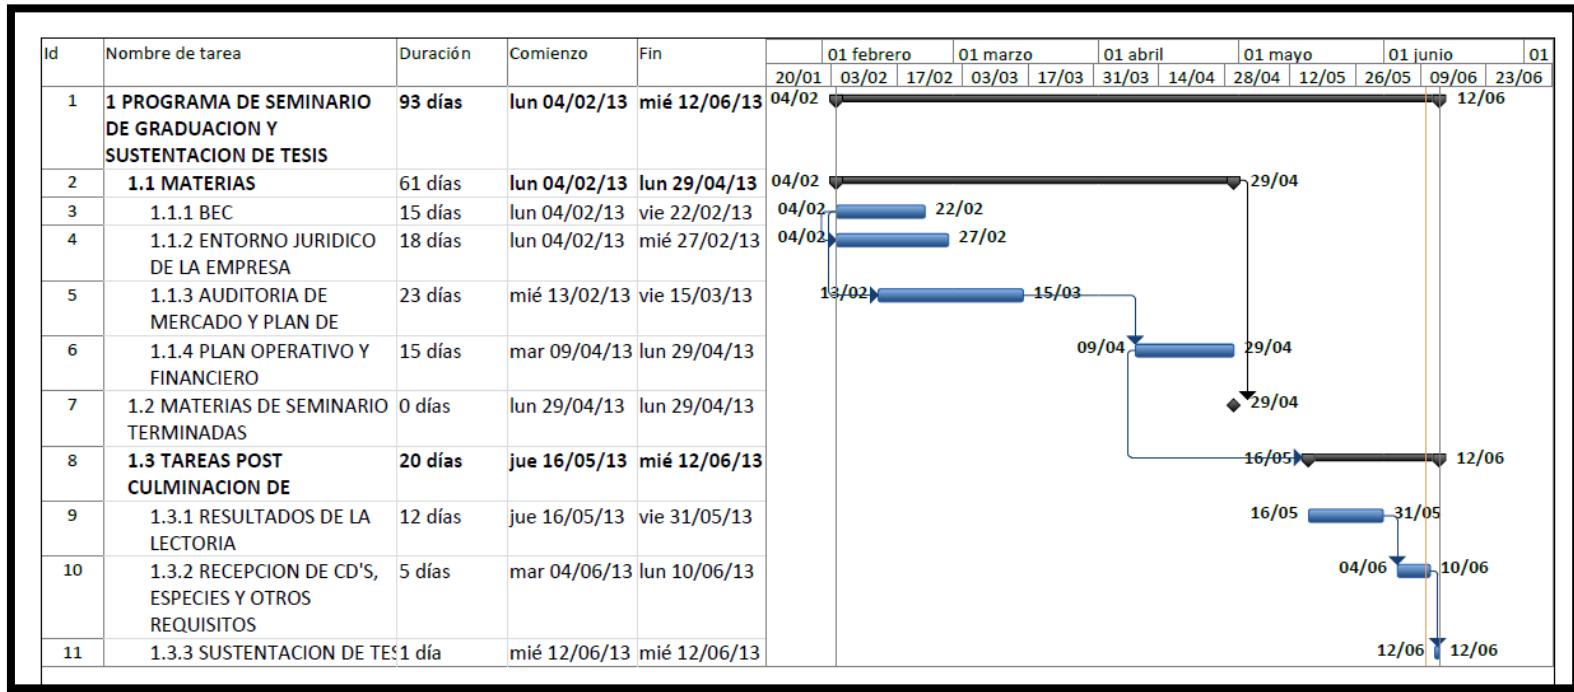 Id Nombre de tarea Duración Comienzo Fin
01 febrero 01 marzo 01 abril 01 mayo 01 junio 01
20/01 03/02 17/02 03/03 17/03 31/03 14/04 28/04 12/05 26/05 09/06 23/06
1 1 PROGRAMA DE SEMINARIO 93 días lun 04/02/13 mié 12/06/13 04/02 12/06
DE GRADUACION Y
SUSTENTACION DE TESIS
2 1.1 MATERIAS 61 días lun 04/02/13 lun 29/04/13 04/02 29/04
3 1.1.1 BEC 15 días lun 04/02/13 vie 22/02/13 04/02 22/02
4 1.1.2 ENTORNO JURIDICO 18 días lun 04/02/13 mié 27/02/13 04/02 27/02
DE LA EMPRESA
5 1.1.3 AUDITORIA DE 23 días mié 13/02/13 vie 15/03/13 13/02 15/03
MERCADO Y PLAN DE
6 1.1.4 PLAN OPERATIVO Y 15 días mar 09/04/13 lun 29/04/13 09/04 29/04
FINANCIERO
7 1.2 MATERIAS DE SEMINARIO 0 días lun 29/04/13 lun 29/04/13 29/04
TERMINADAS
8 1.3 TAREAS POST 20 días jue 16/05/13 mié 12/06/13 16/05 12/06
CULMINACION DE
9 1.3.1 RESULTADOS DE LA 12 días jue 16/05/13 vie 31/05/13 16/05 31/05
LECTORIA
10 1.3.2 RECEPCION DE CD'S, 5 días mar 04/06/13 lun 10/06/13 04/06 10/06
ESPECIES Y OTROS
REQUISITOS
11 1.3.3 SUSTENTACION DE TES 1 día mié 12/06/13 mié 12/06/13 12/06 12/06